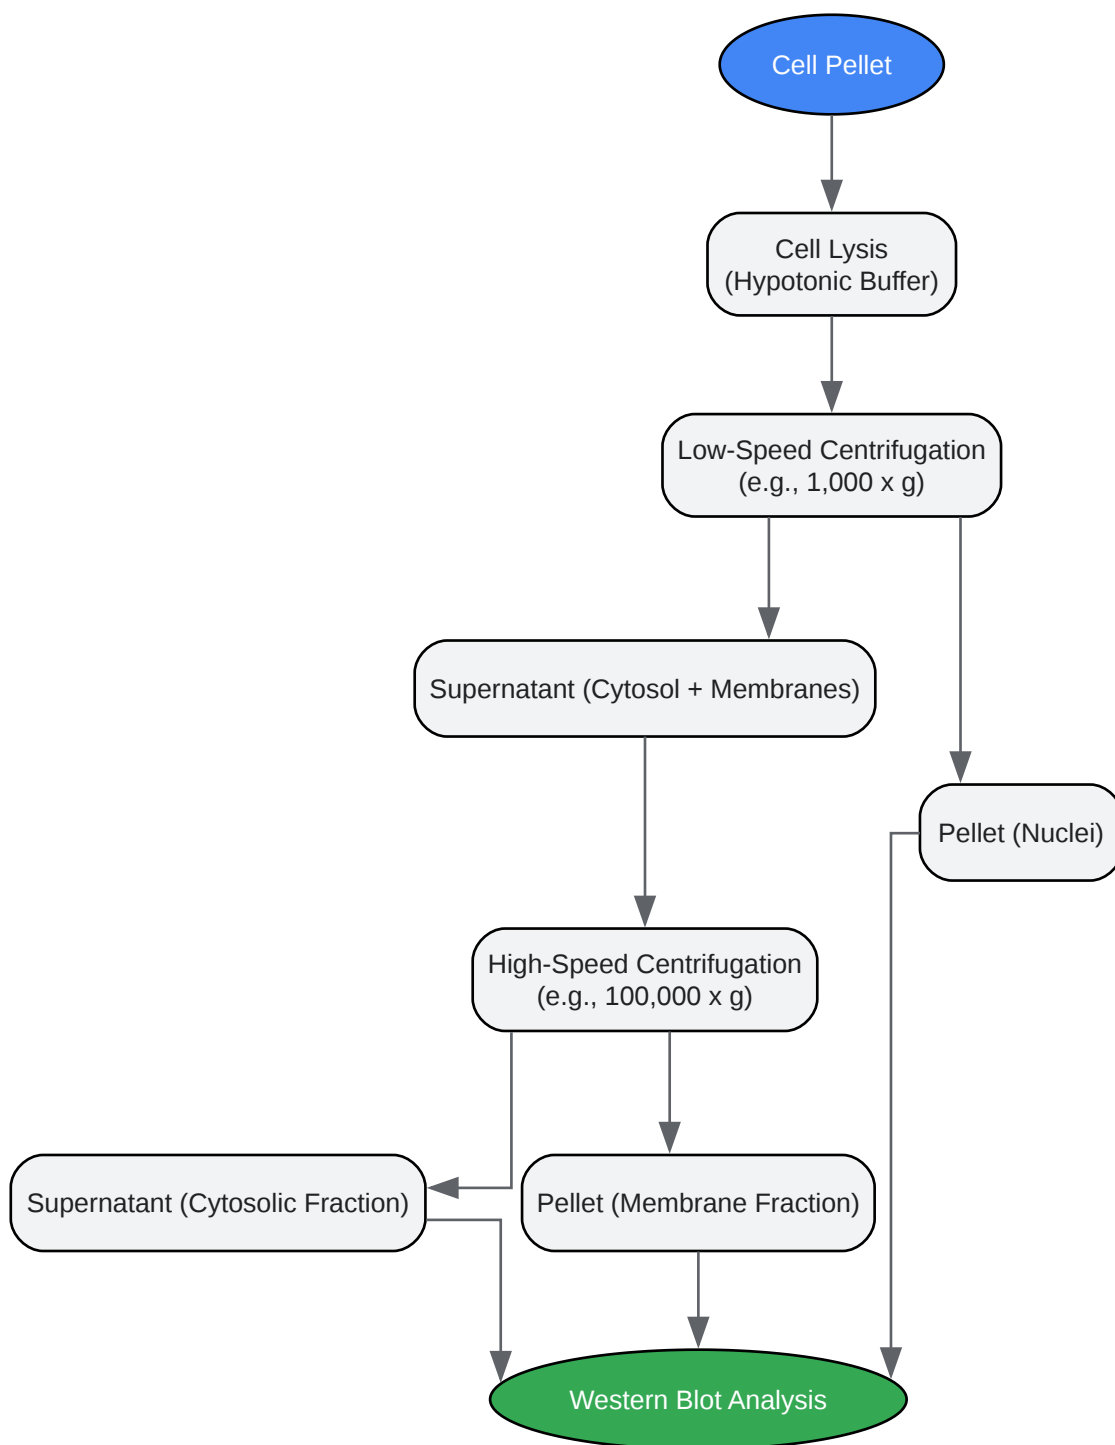 Cell Pellet
Cell Lysis
(Hypotonic Buffer)
Low-Speed Centrifugation
(e.g., 1,000 x g)
Supernatant (Cytosol + Membranes)
Pellet (Nuclei)
High-Speed Centrifugation
(e.g., 100,000 x g)
Supernatant (Cytosolic Fraction)
Pellet (Membrane Fraction)
Western Blot Analysis